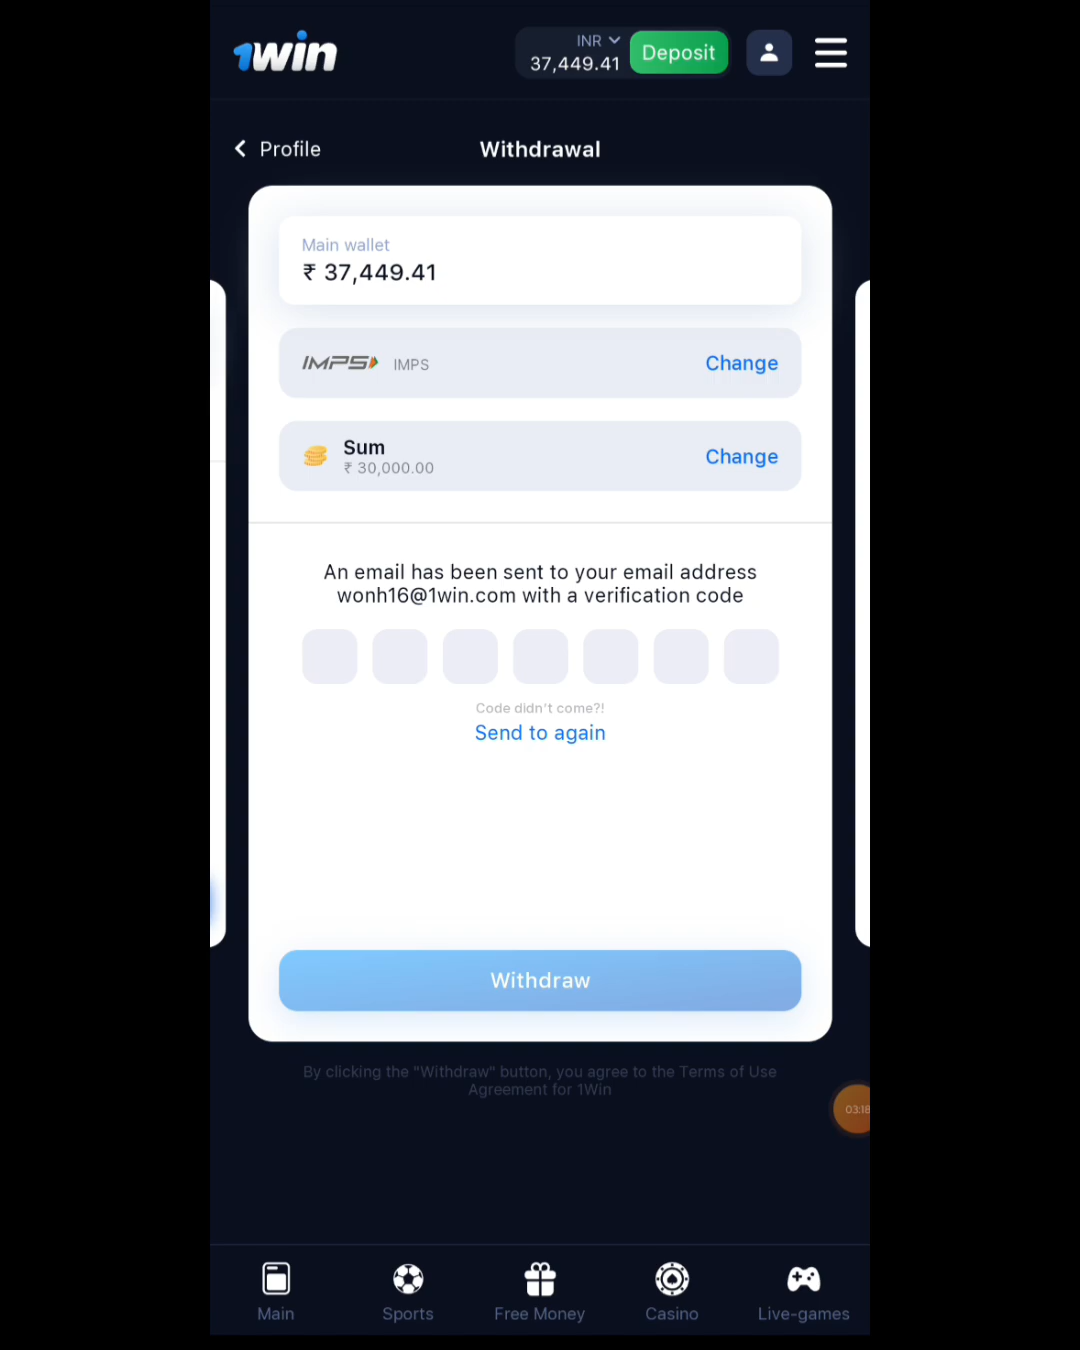 1win
INR
37,449.41
Deposit
Profile
Withdrawal
Main wallet
₹ 37,449.41
IMPS IMPS
Change
Sum
₹ 30,000.00
Change
An email has been sent to your email address
wonh16@1win.com with a verification code
Code didn't come?!
Send to again
Withdraw
By clicking the "Withdraw" button, you agree to the Terms of Use
Agreement for 1Win
03:18
Main
Sports
Free Money
Casino
Live-games